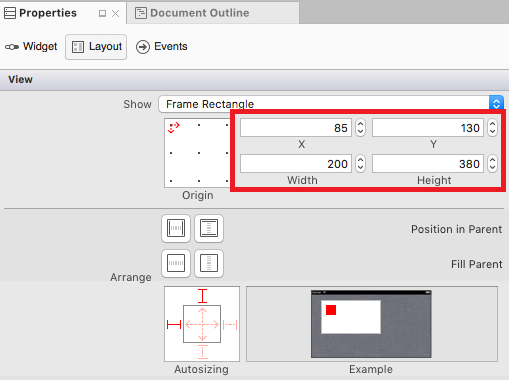 Properties
Document Outline
Widget
Layout
Events
View
Show
Frame Rectangle
85
130
X
Y
200
380
Width
Height
Origin
Position in Parent
Fill Parent
Arrange
Autosizing
Example